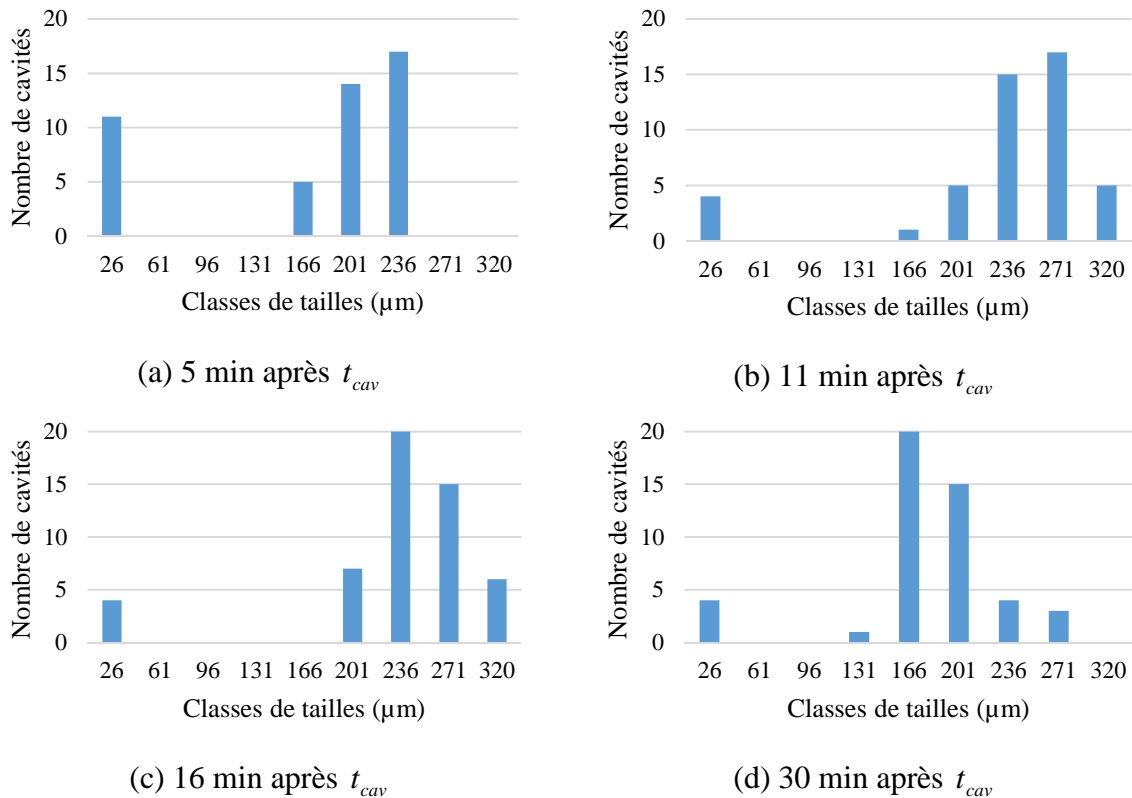 Nombre de cavités
20
15
10
5
0
26 61 96 131 166 201 236 271 320
Classes de tailles (µm)
(a) 5 min après t_cav
Nombre de cavités
20
15
10
5
0
26 61 96 131 166 201 236 271 320
Classes de tailles (µm)
(b) 11 min après t_cav
Nombre de cavités
20
15
10
5
0
26 61 96 131 166 201 236 271 320
Classes de tailles (µm)
(c) 16 min après t_cav
Nombre de cavités
20
15
10
5
0
26 61 96 131 166 201 236 271 320
Classes de tailles (µm)
(d) 30 min après t_cav